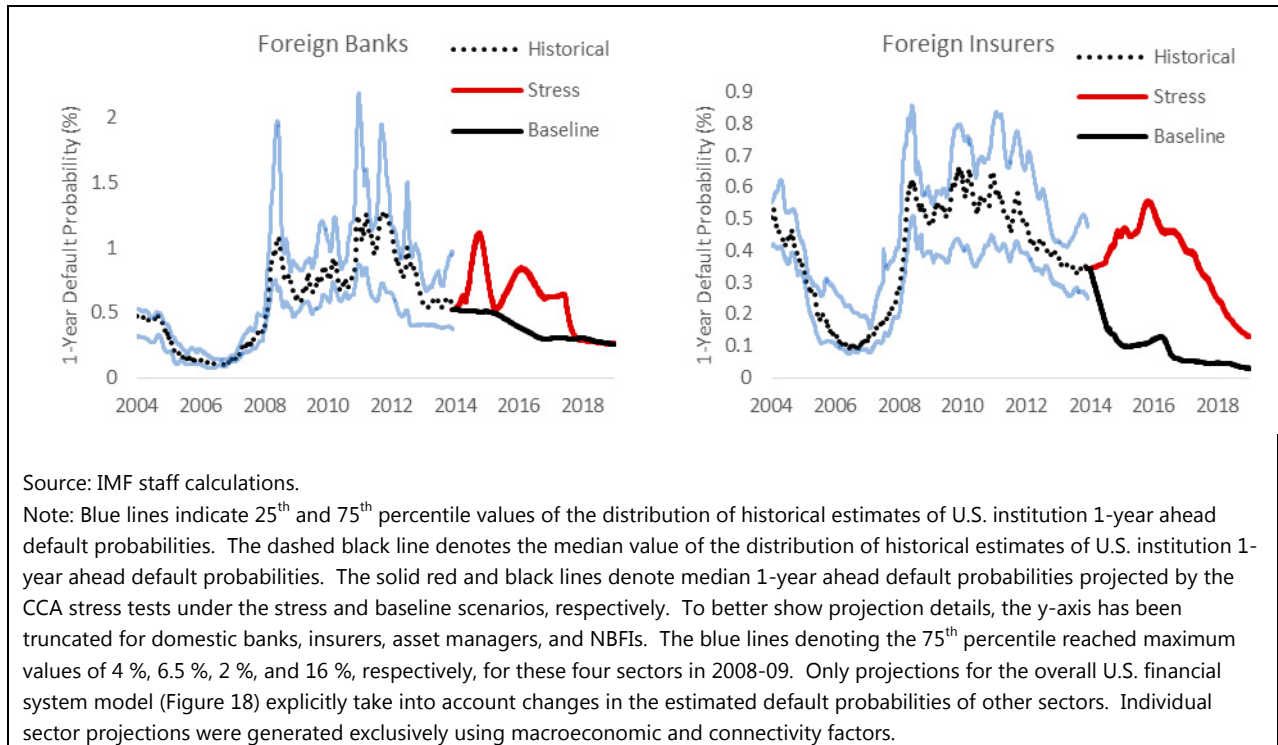 Foreign Banks
Historical
Stress
Baseline
1-Year Default Probability (%)
2
1.5
1
0.5
0
2004 2006 2008 2010 2012 2014 2016 2018
Foreign Insurers
Historical
Stress
Baseline
1-Year Default Probability (%)
0.9
0.8
0.7
0.6
0.5
0.4
0.3
0.2
0.1
0
2004 2006 2008 2010 2012 2014 2016 2018
Source: IMF staff calculations.
Note: Blue lines indicate 25th and 75th percentile values of the distribution of historical estimates of U.S. institution 1-year ahead
default probabilities.  The dashed black line denotes the median value of the distribution of historical estimates of U.S. institution 1-
year ahead default probabilities.  The solid red and black lines denote median 1-year ahead default probabilities projected by the
CCA stress tests under the stress and baseline scenarios, respectively.  To better show projection details, the y-axis has been
truncated for domestic banks, insurers, asset managers, and NBFIs.  The blue lines denoting the 75th percentile reached maximum
values of 4 %, 6.5 %, 2 %, and 16 %, respectively, for these four sectors in 2008-09.  Only projections for the overall U.S. financial
system model (Figure 18) explicitly take into account changes in the estimated default probabilities of other sectors.  Individual
sector projections were generated exclusively using macroeconomic and connectivity factors.